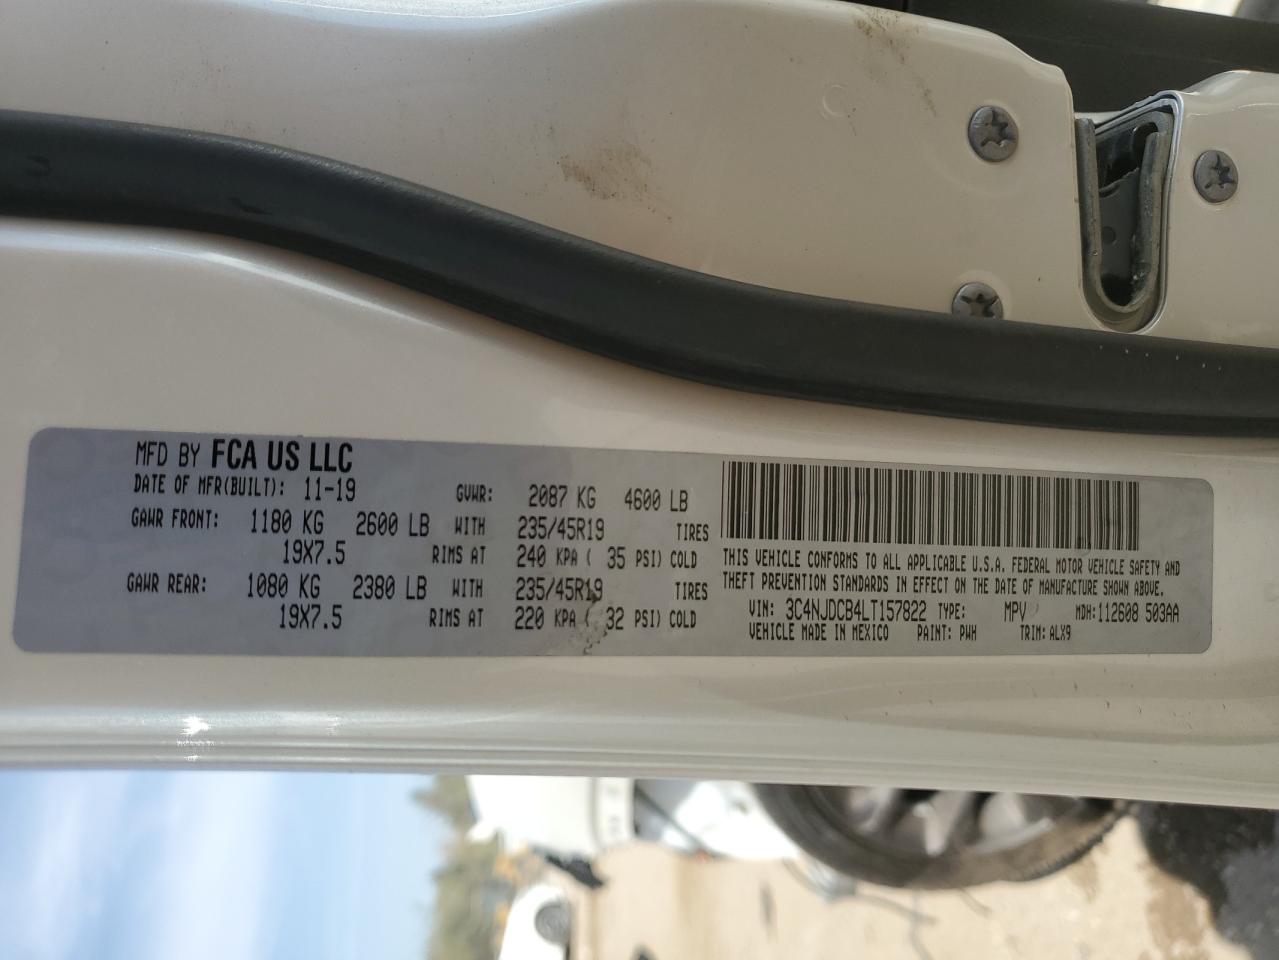 MFD BY FCA US LLC
DATE OF MFR(BUILT): 11-19 GVWR: 2087 KG 4600 LB
GAWR FRONT: 1180 KG 2600 LB WITH 235/45R19 TIRES
19X7.5 RIMS AT 240 KPA ( 35 PSI) COLD
GAWR REAR: 1080 KG 2380 LB WITH 235/45R19 TIRES
19X7.5 RIMS AT 220 KPA ( 32 PSI) COLD
THIS VEHICLE CONFORMS TO ALL APPLICABLE U.S.A. FEDERAL MOTOR VEHICLE SAFETY AND
THEFT PREVENTION STANDARDS IN EFFECT ON THE DATE OF MANUFACTURE SHOWN ABOVE.
VIN: 3C4NJDCB4LT157822 TYPE: MPV MDH:112608 503AA
VEHICLE MADE IN MEXICO PAINT: PWH TRIM: ALX9